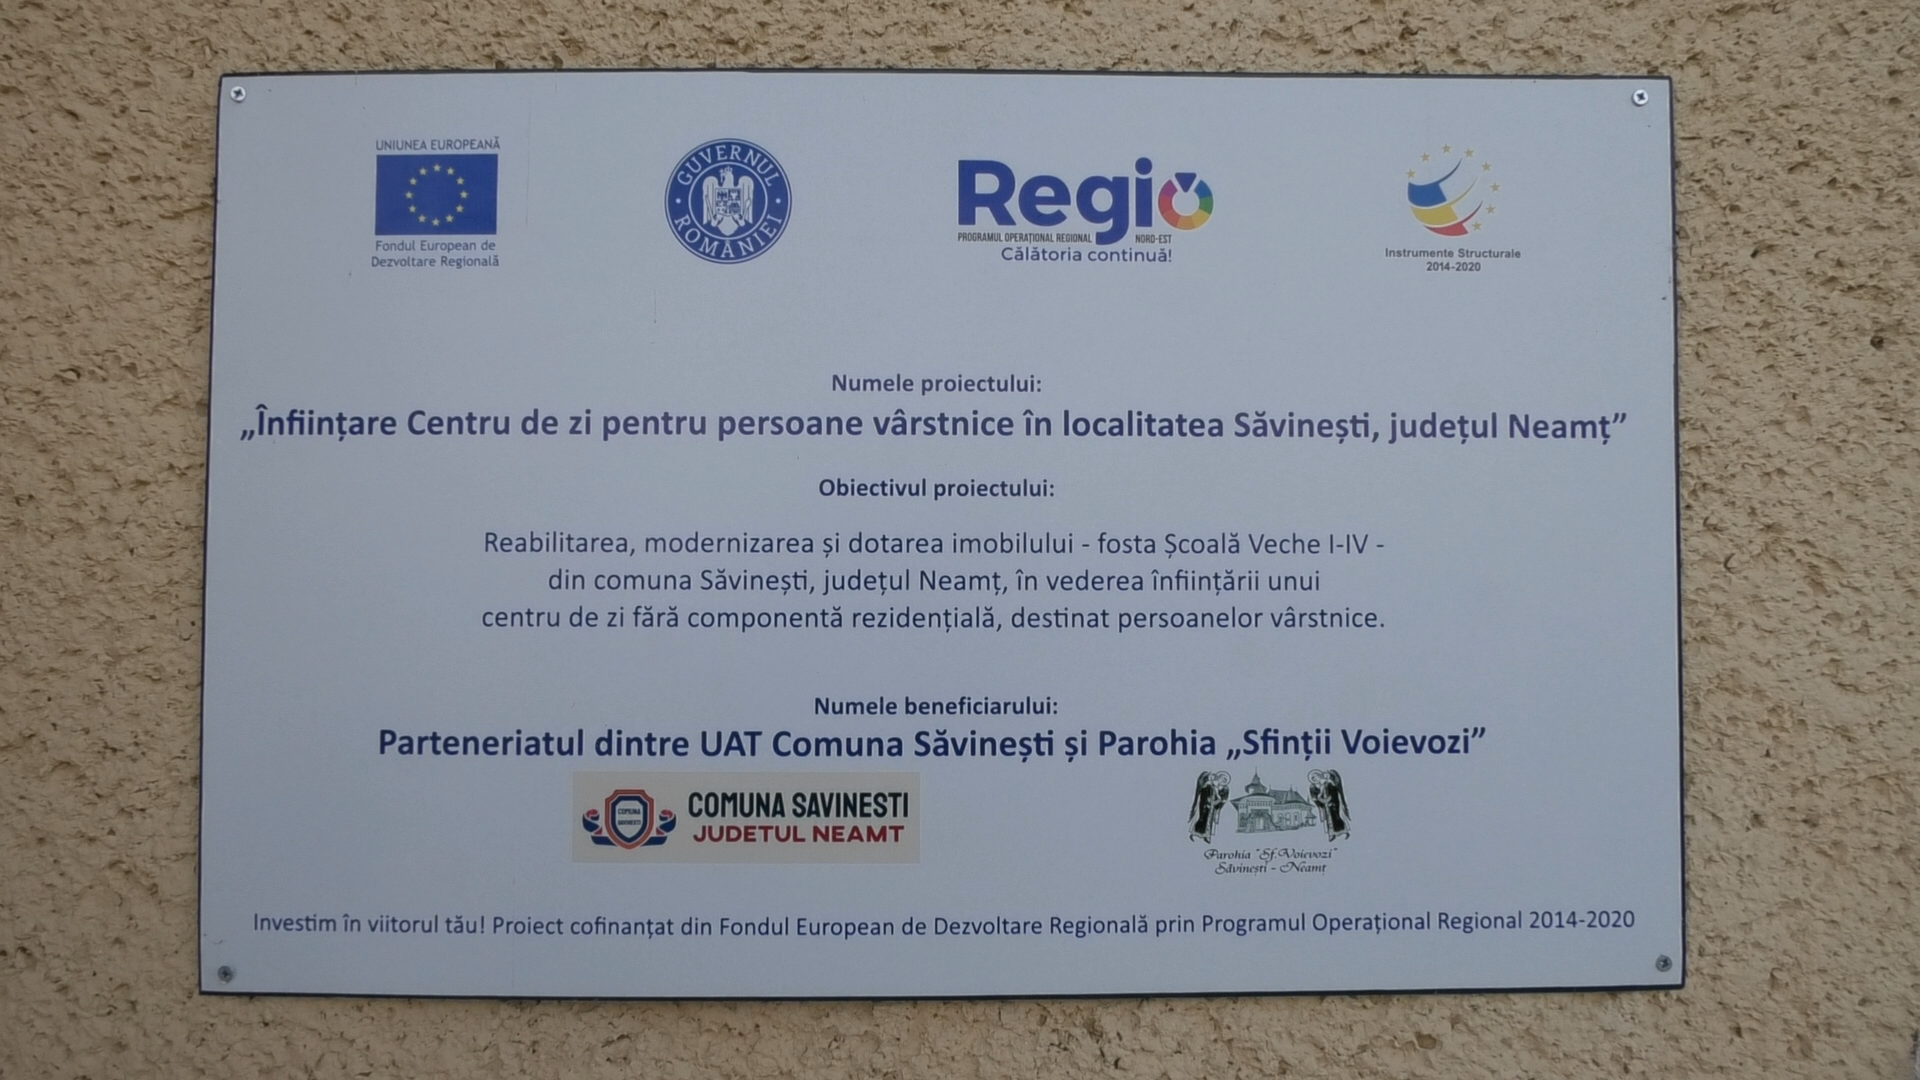 UNIUNEA EUROPEANĂ
Fondul European de
Dezvoltare Regională
GUVERNUL ROMÂNIEI
Regio
PROGRAMUL OPERAȚIONAL REGIONAL NORD-EST
Călătoria continuă!
Instrumente Structurale
2014-2020
Numele proiectului:
„Înființare Centru de zi pentru persoane vârstnice în localitatea Săvinești, județul Neamț”
Obiectivul proiectului:
Reabilitarea, modernizarea și dotarea imobilului - fosta Școală Veche I-IV -
din comuna Săvinești, județul Neamț, în vederea înființării unui
centru de zi fără componentă rezidențială, destinat persoanelor vârstnice.
Numele beneficiarului:
Parteneriatul dintre UAT Comuna Săvinești și Parohia „Sfinții Voievozi”
COMUNA
SAVINESTI
COMUNA SAVINESTI
JUDETUL NEAMT
Parohia "Sf. Voievozi"
Săvinești - Neamț
Investim în viitorul tău! Proiect cofinanțat din Fondul European de Dezvoltare Regională prin Programul Operațional Regional 2014-2020